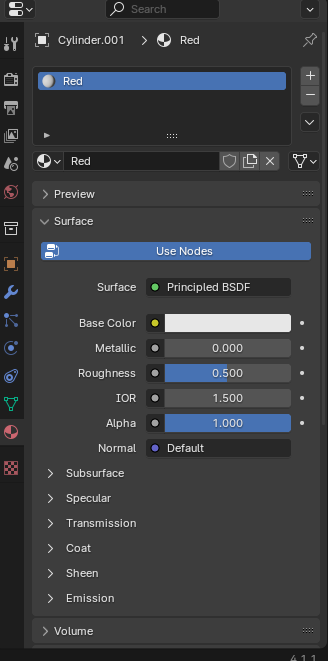 Search
Cylinder.001 > Red
Red
Red
Preview
Surface
Use Nodes
Surface Principled BSDF
Base Color
Metallic 0.000
Roughness 0.500
IOR 1.500
Alpha 1.000
Normal Default
Subsurface
Specular
Transmission
Coat
Sheen
Emission
Volume
4.1.1